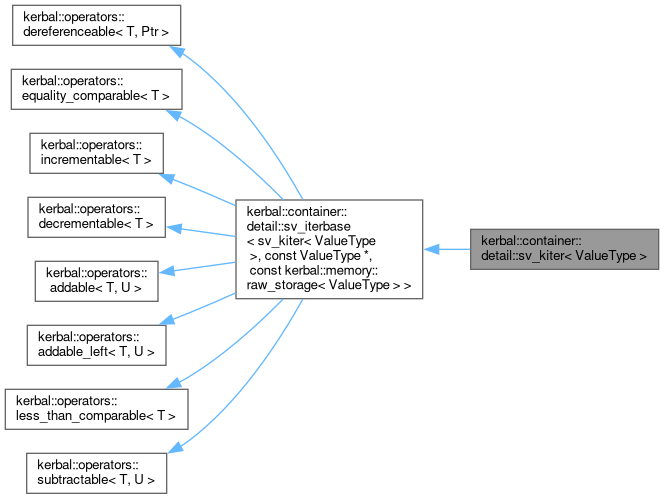 kerbal::operators::
dereferenceable< T, Ptr >
kerbal::operators::
equality_comparable< T >
kerbal::operators::
incrementable< T >
kerbal::operators::
decrementable< T >
kerbal::operators::
addable< T, U >
kerbal::operators::
addable_left< T, U >
kerbal::operators::
less_than_comparable< T >
kerbal::operators::
subtractable< T, U >
kerbal::container::
detail::sv_iterbase
< sv_kiter< ValueType
 >, const ValueType *,
 const kerbal::memory::
raw_storage< ValueType > >
kerbal::container::
detail::sv_kiter< ValueType >